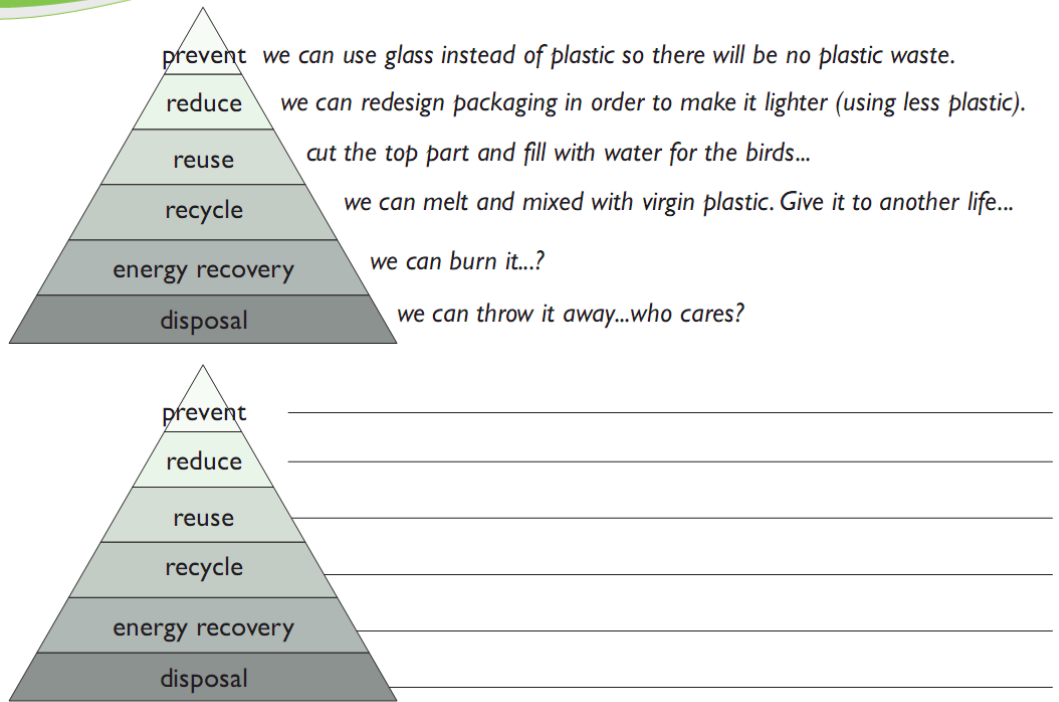 prevent we can use glass instead of plastic so there will be no plastic waste.
reduce we can redesign packaging in order to make it lighter (using less plastic).
reuse cut the top part and fill with water for the birds...
recycle we can melt and mixed with virgin plastic. Give it to another life...
energy recovery we can burn it...?
disposal we can throw it away...who cares?
prevent
reduce
reuse
recycle
energy recovery
disposal